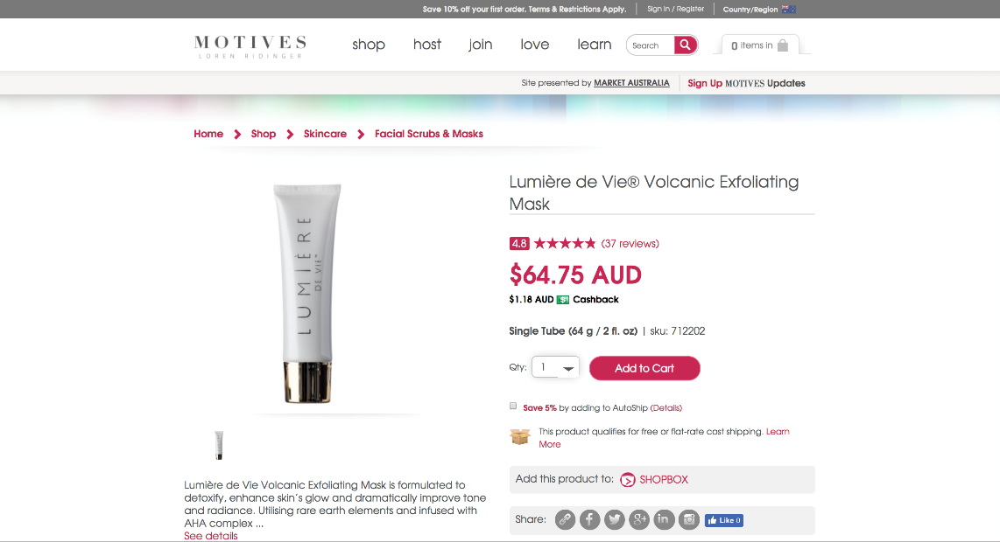 Save 10% off your first order. Terms & Restrictions Apply.
Sign in / Register
Country/Region
MOTIVES
LOREN RIDINGER
shop
host
join
love
learn
Search
0 items in
Site presented by MARKET AUSTRALIA
Sign Up MOTIVES Updates
Home
Shop
Skincare
Facial Scrubs & Masks
LUMIÈRE
DE VIE®
Lumière de Vie® Volcanic Exfoliating
Mask
4.8
(37 reviews)
$64.75 AUD
$1.18 AUD $ Cashback
Single Tube (64 g / 2 fl. oz) | sku: 712202
Qty:
1
Add to Cart
Save 5% by adding to AutoShip (Details)
This product qualifies for free or flat-rate cost shipping. Learn
More
Add this product to:
SHOPBOX
Share:
f
g+
in
Like 0
Lumière de Vie Volcanic Exfoliating Mask is formulated to
detoxify, enhance skin's glow and dramatically improve tone
and radiance. Utilising rare earth elements and infused with
AHA complex ...
See details